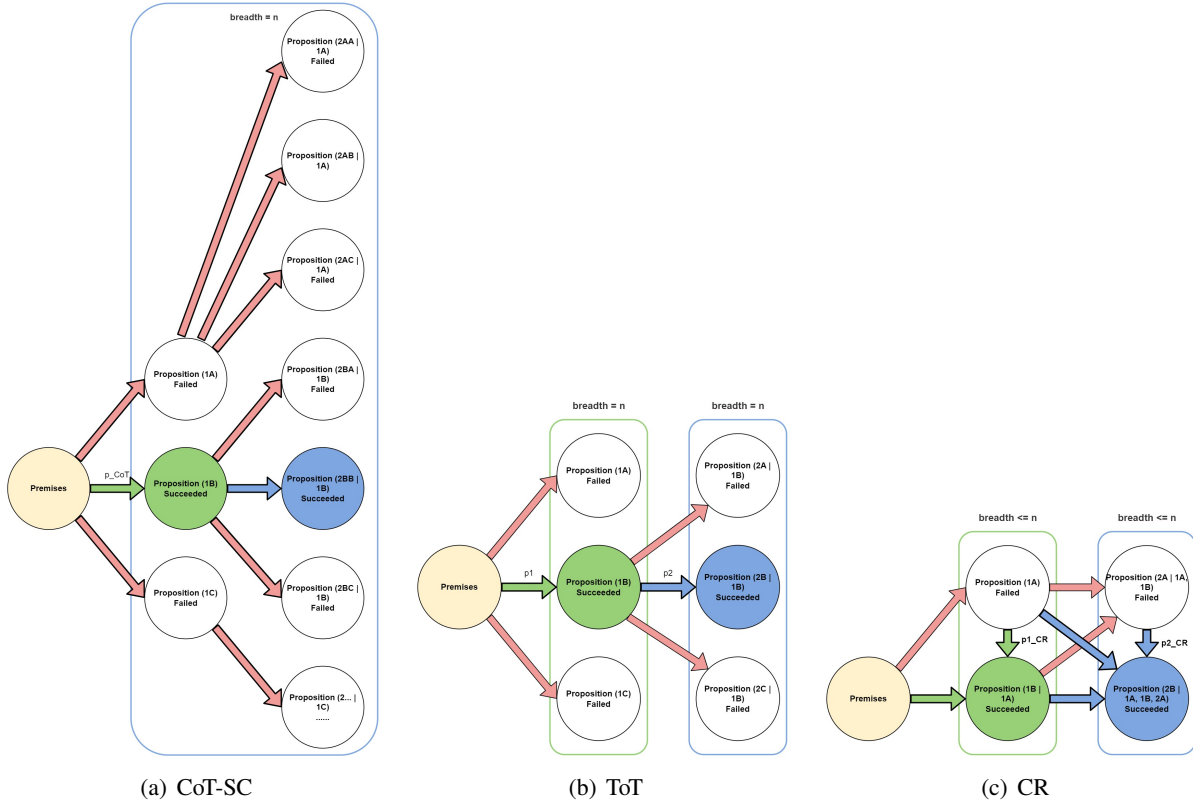 breadth = n
Proposition (2AA |
1A)
Failed
Proposition (2AB |
1A)
Proposition (2AC |
1A)
Failed
Proposition (1A)
Failed
Proposition (2BA |
1B)
Failed
Premises
p_CoT
Proposition (1B)
Succeeded
Proposition (2BB |
1B)
Succeeded
Proposition (1C)
Failed
Proposition (2BC |
1B)
Failed
Proposition (2... |
1C)
......
(a) CoT-SC
breadth = n
breadth = n
Proposition (1A)
Failed
Proposition (2A |
1B)
Failed
Premises
p1
Proposition (1B)
Succeeded
p2
Proposition (2B |
1B)
Succeeded
Proposition (1C)
Failed
Proposition (2C |
1B)
Failed
(b) ToT
breadth <= n
breadth <= n
Proposition (1A)
Failed
Proposition (2A | 1A,
1B)
Failed
p1_CR
p2_CR
Premises
Proposition (1B |
1A)
Succeeded
Proposition (2B |
1A, 1B, 2A)
Succeeded
(c) CR